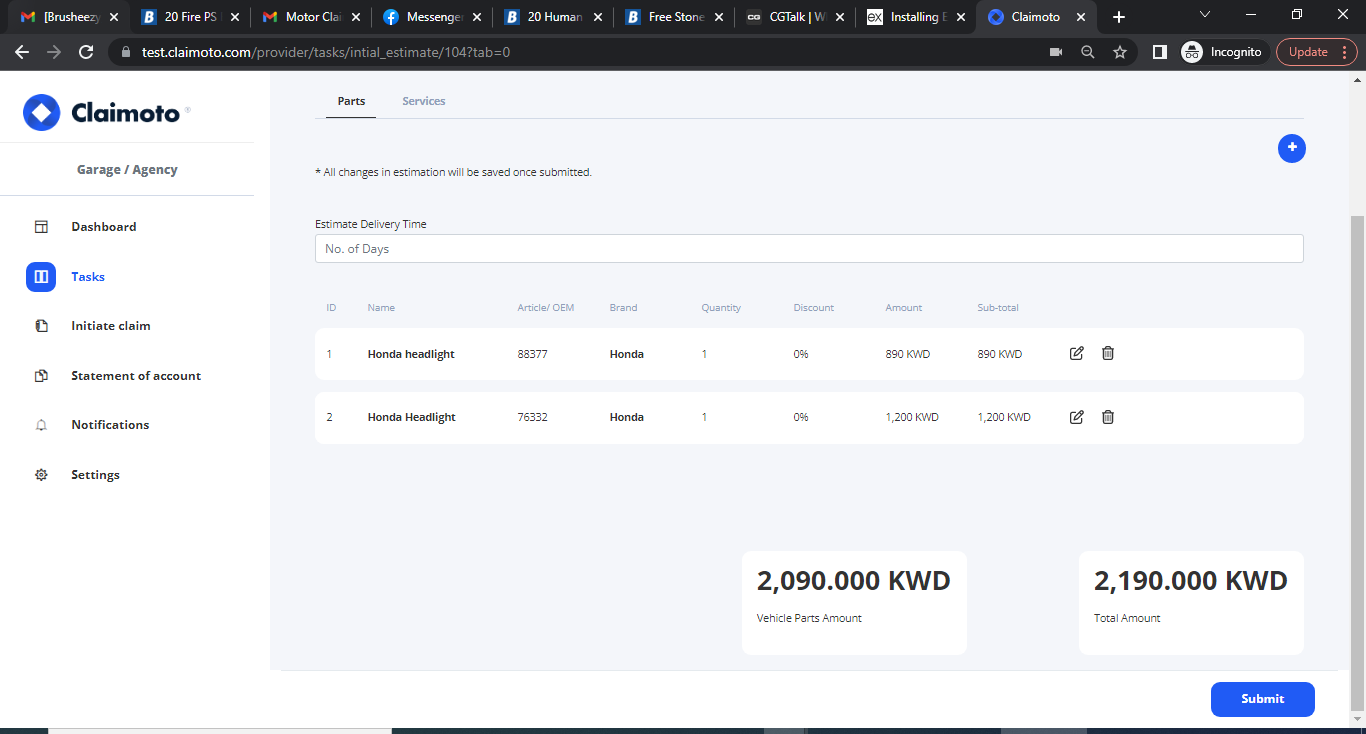 [Brusheezy
20 Fire PS
Motor Clai
Messenge
20 Human
Free Stone
CG CGTalk | W
ex Installing E
Claimoto
test.claimoto.com/provider/tasks/intial_estimate/104?tab=0
Incognito
Update
Claimoto ®
Garage / Agency
Dashboard
Tasks
Initiate claim
Statement of account
Notifications
Settings
Parts Services
* All changes in estimation will be saved once submitted.
Estimate Delivery Time
No. of Days
ID Name Article/ OEM Brand Quantity Discount Amount Sub-total
1 Honda headlight 88377 Honda 1 0% 890 KWD 890 KWD
2 Honda Headlight 76332 Honda 1 0% 1,200 KWD 1,200 KWD
2,090.000 KWD
Vehicle Parts Amount
2,190.000 KWD
Total Amount
Submit